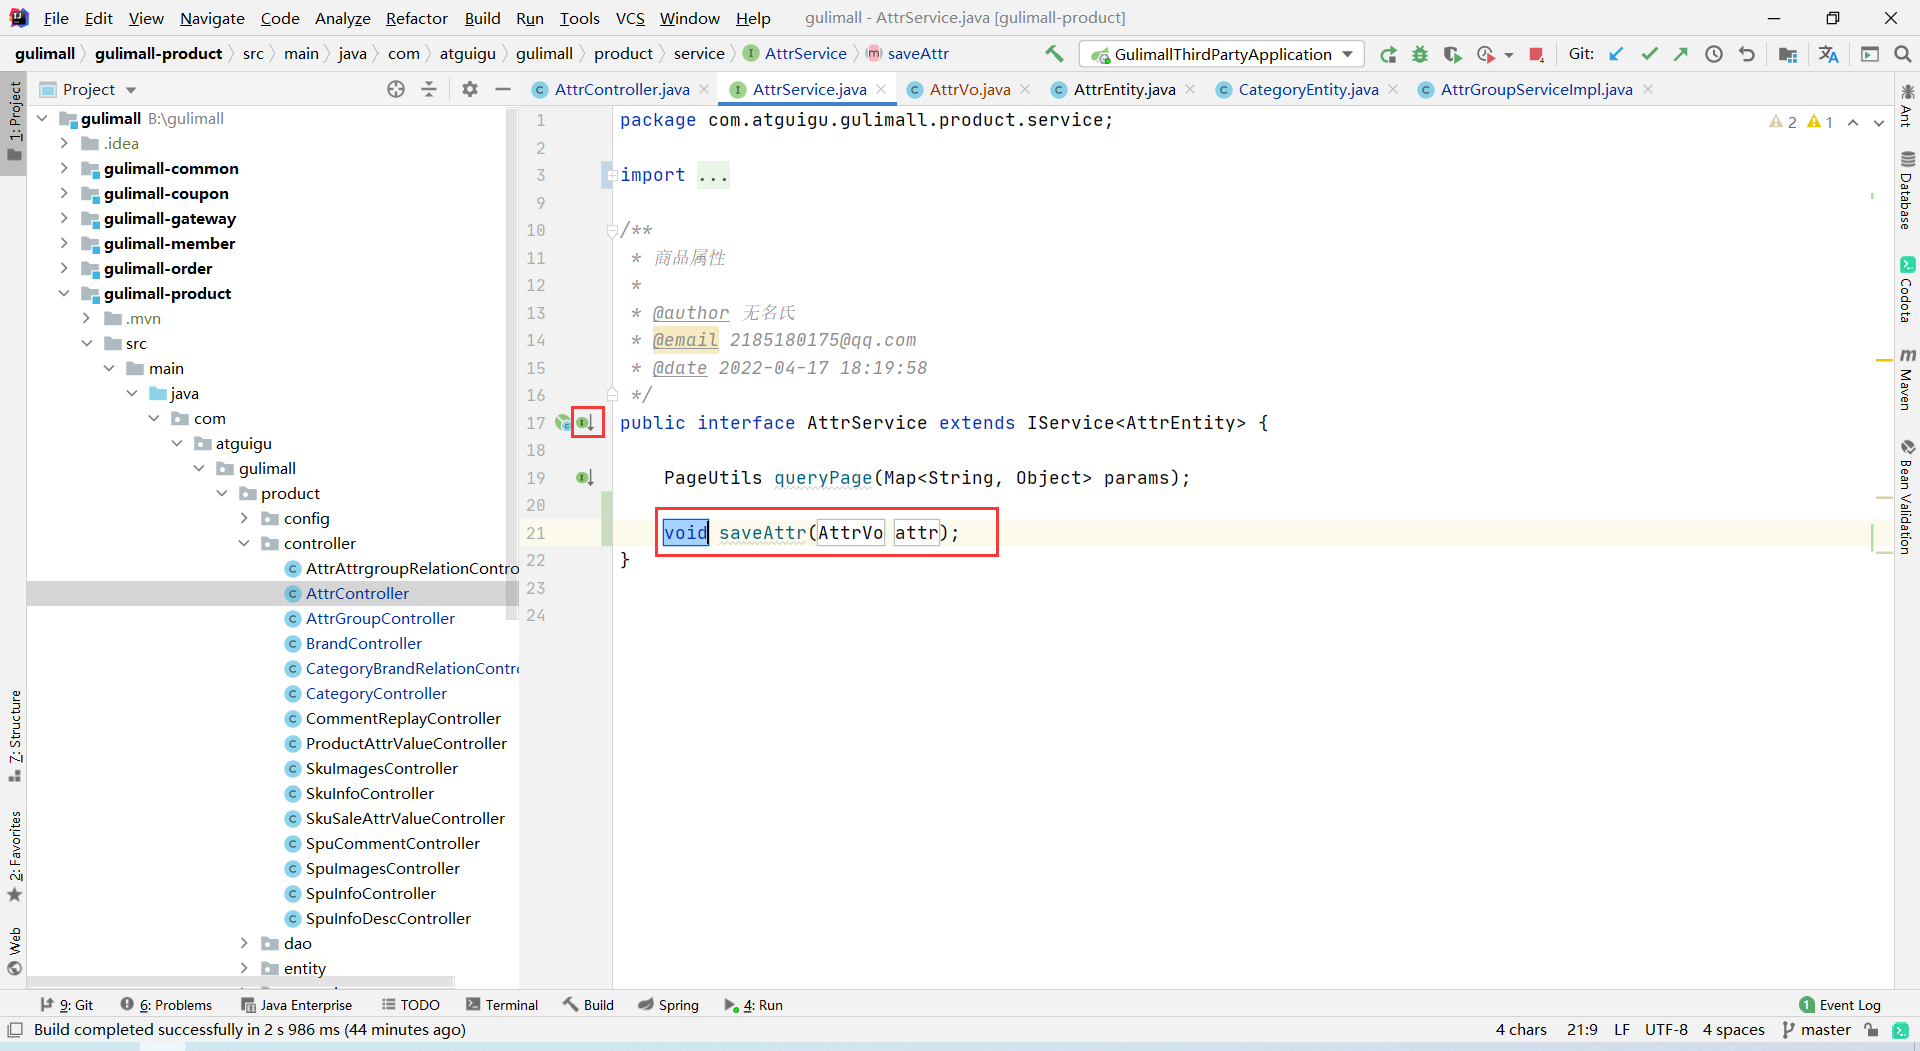 File Edit View Navigate Code Analyze Refactor Build Run Tools VCS Window Help gulimall - AttrService.java [gulimall-product]
gulimall gulimall-product src main java com atguigu gulimall product service AttrService saveAttr GulimallThirdPartyApplication Git:
Project
AttrController.java AttrService.java AttrVo.java AttrEntity.java CategoryEntity.java AttrGroupServiceImpl.java
1: Project
7: Structure
2: Favorites
Web
gulimall B:\gulimall
.idea
gulimall-common
gulimall-coupon
gulimall-gateway
gulimall-member
gulimall-order
gulimall-product
.mvn
src
main
java
com
atguigu
gulimall
product
config
controller
AttrAttrgroupRelationContro
AttrController
AttrGroupController
BrandController
CategoryBrandRelationContr
CategoryController
CommentReplayController
ProductAttrValueController
SkuImagesController
SkuInfoController
SkuSaleAttrValueController
SpuCommentController
SpuImagesController
SpuInfoController
SpuInfoDescController
dao
entity
1 package com.atguigu.gulimall.product.service;
2
3 import ...
9
10 /**
11 * 商品属性
12 *
13 * @author 无名氏
14 * @email 2185180175@qq.com
15 * @date 2022-04-17 18:19:58
16 */
17 public interface AttrService extends IService<AttrEntity> {
18
19 PageUtils queryPage(Map<String, Object> params);
20
21 void saveAttr(AttrVo attr);
22 }
23
24
2 1
Ant
Database
Codota
Maven
Bean Validation
9: Git 6: Problems Java Enterprise TODO Terminal Build Spring 4: Run 1 Event Log
Build completed successfully in 2 s 986 ms (44 minutes ago) 4 chars 21:9 LF UTF-8 4 spaces master